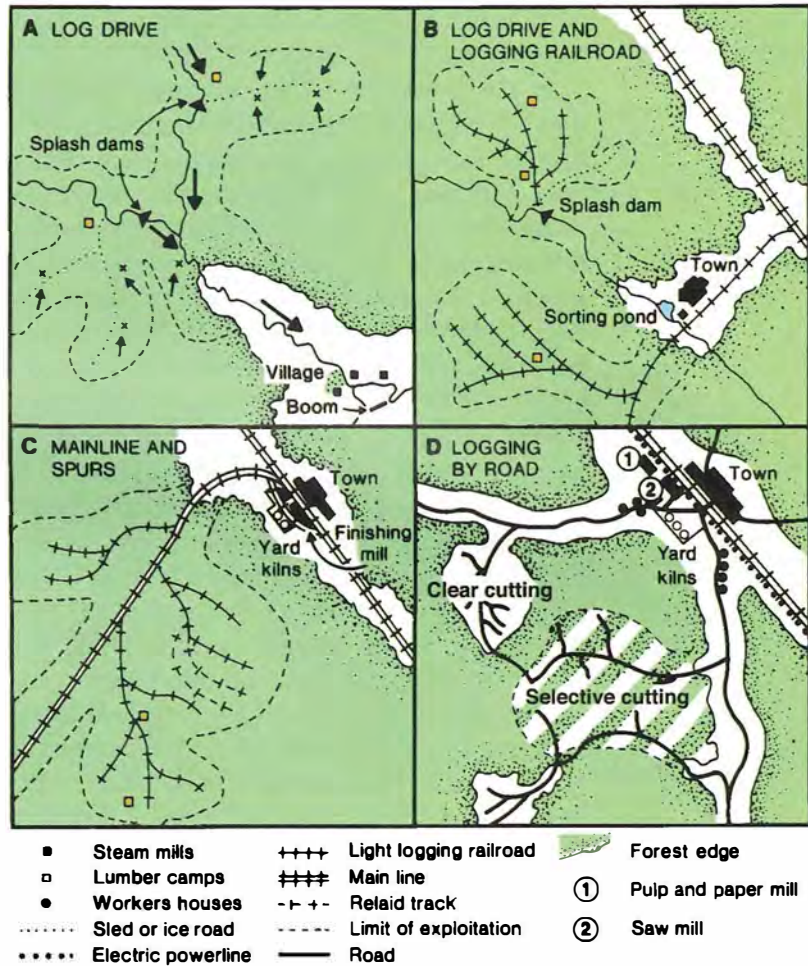 A LOG DRIVE
Splash dams
Village
Boom
B LOG DRIVE AND
LOGGING RAILROAD
Splash dam
Town
Sorting pond
C MAINLINE AND
SPURS
Town
Finishing
mill
Yard
kilns
D LOGGING
BY ROAD
1
2
Town
Yard
kilns
Clear cutting
Selective cutting
Steam mills
Lumber camps
Workers houses
Sled or ice road
Electric powerline
Light logging railroad
Main line
Relaid track
Limit of exploitation
Road
Forest edge
1 Pulp and paper mill
2 Saw mill